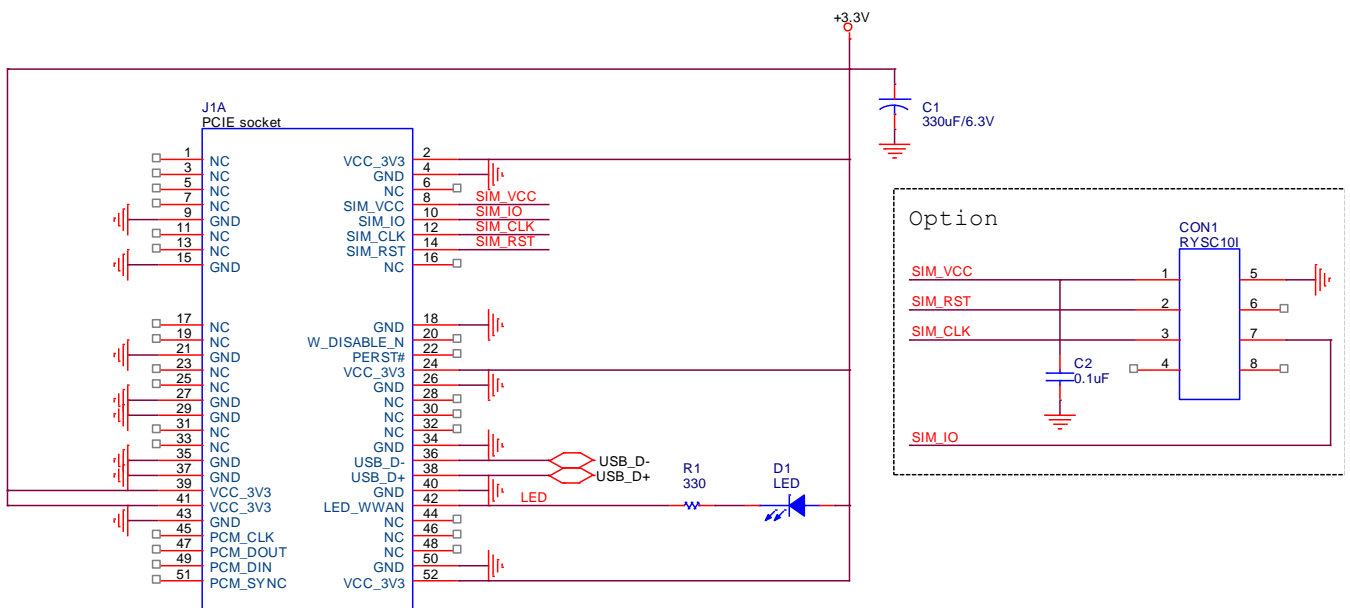 +3.3V
J1A
PCIE socket
C1
330uF/6.3V
1 NC VCC_3V3 2
3 NC GND 4
5 NC NC 6
7 NC SIM_VCC 8 SIM_VCC
9 GND SIM_IO 10 SIM_IO
11 NC SIM_CLK 12 SIM_CLK
13 NC SIM_RST 14 SIM_RST
15 GND NC 16
17 NC GND 18
19 NC W_DISABLE_N 20
21 GND PERST# 22
23 NC VCC_3V3 24
25 NC GND 26
27 GND NC 28
29 GND NC 30
31 NC NC 32
33 NC GND 34
35 GND USB_D- 36 USB_D-
37 GND USB_D+ 38 USB_D+
39 VCC_3V3 GND 40
41 VCC_3V3 LED_WWAN 42 LED
43 GND NC 44
45 PCM_CLK NC 46
47 PCM_DOUT NC 48
49 PCM_DIN GND 50
51 PCM_SYNC VCC_3V3 52
R1
330
D1
LED
Option
CON1
RYSC10I
SIM_VCC 1 5
SIM_RST 2 6
SIM_CLK 3 7
4 8
C2
0.1uF
SIM_IO